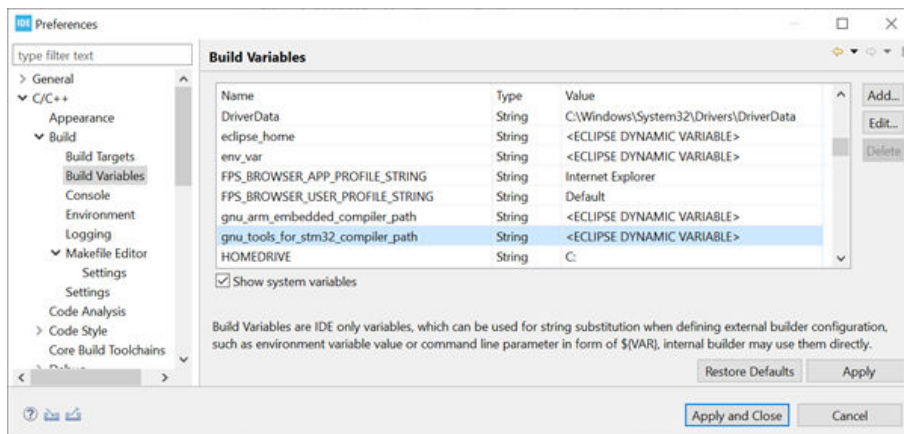 IDE Preferences
type filter text
General
C/C++
Appearance
Build
Build Targets
Build Variables
Console
Environment
Logging
Makefile Editor
Settings
Settings
Code Analysis
Code Style
Core Build Toolchains
Build Variables
Name Type Value
DriverData String C:\Windows\System32\Drivers\DriverData
eclipse_home String <ECLIPSE DYNAMIC VARIABLE>
env_var String <ECLIPSE DYNAMIC VARIABLE>
FPS_BROWSER_APP_PROFILE_STRING String Internet Explorer
FPS_BROWSER_USER_PROFILE_STRING String Default
gnu_arm_embedded_compiler_path String <ECLIPSE DYNAMIC VARIABLE>
gnu_tools_for_stm32_compiler_path String <ECLIPSE DYNAMIC VARIABLE>
HOMEDRIVE String C:
Add...
Edit...
Delete
Show system variables
Build Variables are IDE only variables, which can be used for string substitution when defining external builder configuration,
such as environment variable value or command line parameter in form of ${VAR}, internal builder may use them directly.
Restore Defaults Apply
Apply and Close Cancel